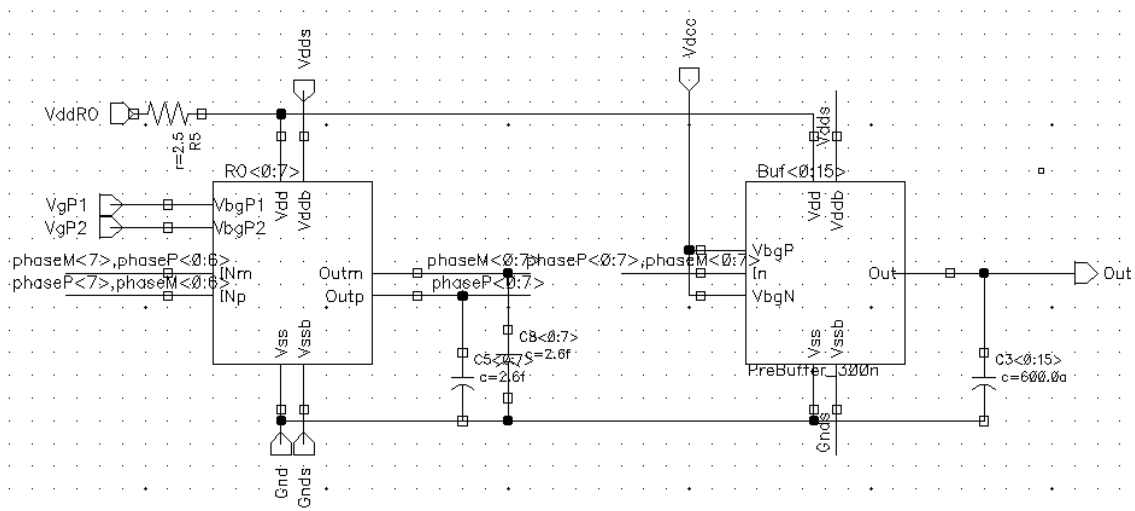 Vdds
Vdcc
VddRO
r=2.5
R5
Vdds
RO<0:7>
Buf<0:15>
Vdd
Vddb
Vdd
Vddb
VgP1
VbgP1
VgP2
VbgP2
VbgP
phaseM<7>,phaseP<0:6>
INm
Outm
phaseM<0:7>
phaseP<0:7>,phaseM<0:7>
In
Out
Out
phaseP<7>,phaseM<0:6>
INp
Outp
phaseP<0:7>
VbgN
Vss
Vssb
Vss
Vssb
C8<0:7>
c=2.6f
C5<0:7>
c=2.6f
C3<0:15>
c=600.0a
PreBuffer_300n
Gnds
Gnd
Gnds